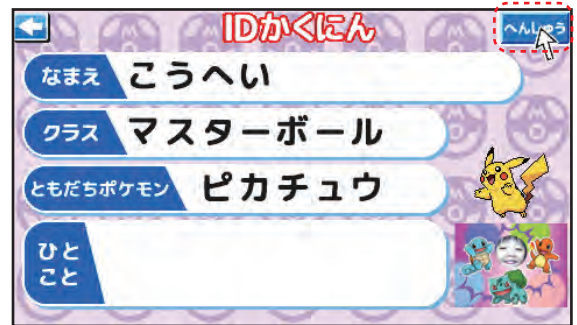 IDかくにん
へんしゅう
なまえ こうへい
クラス マスターボール
ともだちポケモン ピカチュウ
ひと
こと